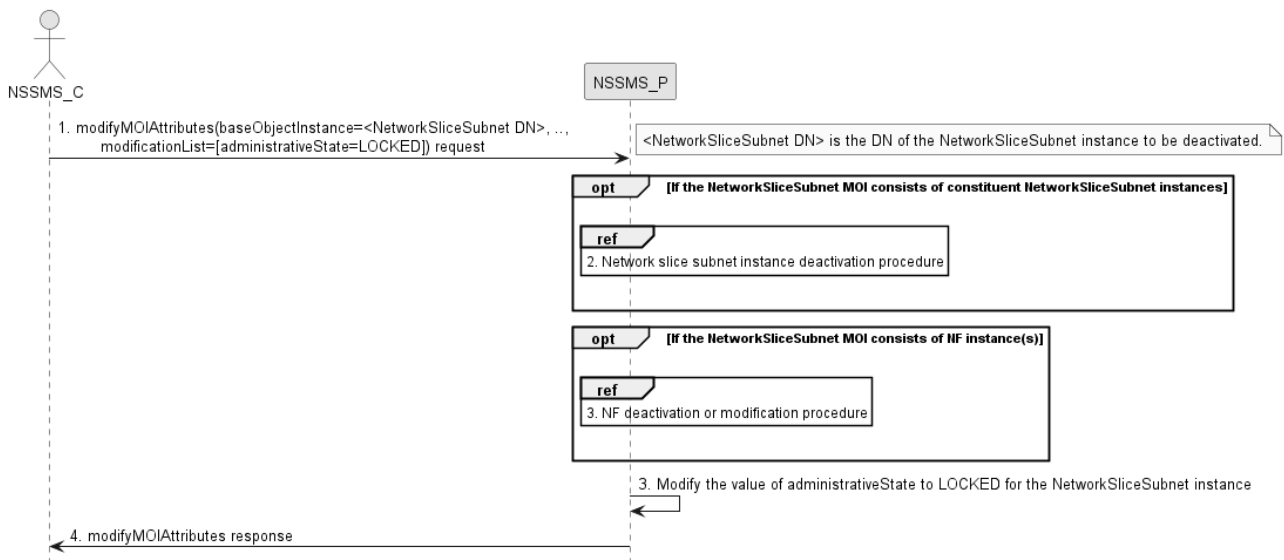 NSSMS_C
NSSMS_P
1. modifyMOIAttributes(baseObjectInstance=<NetworkSliceSubnet DN>, ..,
modificationList=[administrativeState=LOCKED]) request
<NetworkSliceSubnet DN> is the DN of the NetworkSliceSubnet instance to be deactivated.
opt [If the NetworkSliceSubnet MOI consists of constituent NetworkSliceSubnet instances]
ref
2. Network slice subnet instance deactivation procedure
opt [If the NetworkSliceSubnet MOI consists of NF instance(s)]
ref
3. NF deactivation or modification procedure
3. Modify the value of administrativeState to LOCKED for the NetworkSliceSubnet instance
4. modifyMOIAttributes response